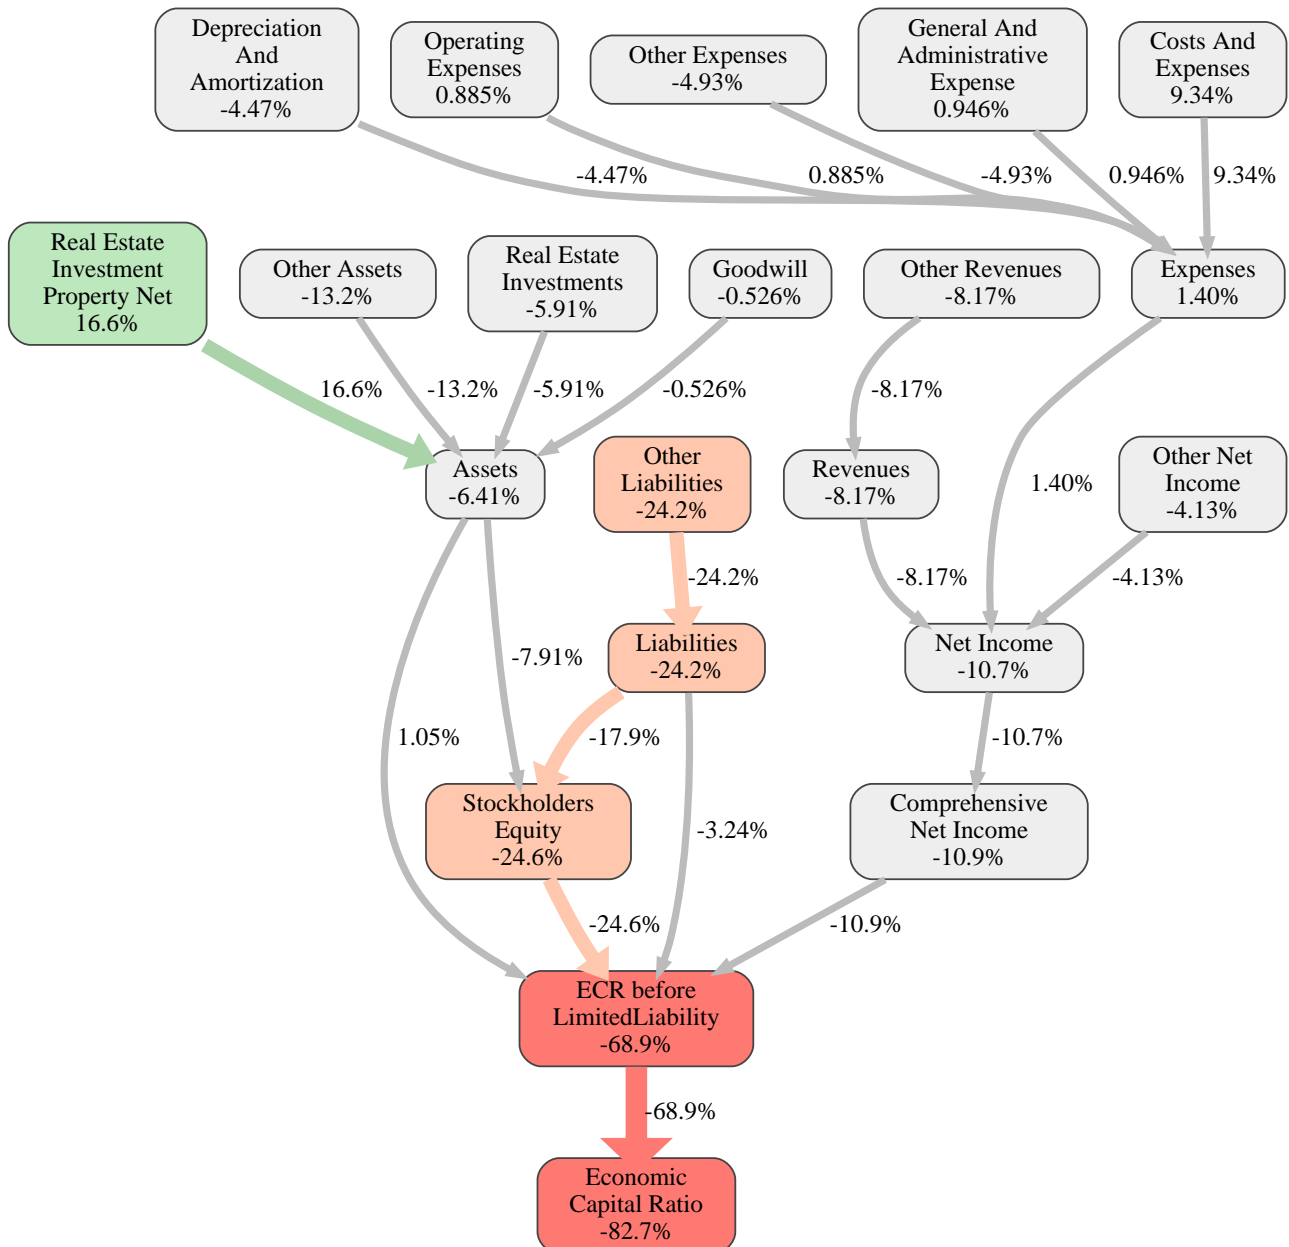 Depreciation
And
Amortization
-4.47%
Operating
Expenses
0.885%
Other Expenses
-4.93%
General And
Administrative
Expense
0.946%
Costs And
Expenses
9.34%
-4.47%
0.885%
-4.93%
0.946%
9.34%
Real Estate
Investment
Property Net
16.6%
Other Assets
-13.2%
Real Estate
Investments
-5.91%
Goodwill
-0.526%
Other Revenues
-8.17%
Expenses
1.40%
16.6%
-13.2%
-5.91%
-0.526%
-8.17%
Assets
-6.41%
Other
Liabilities
-24.2%
Revenues
-8.17%
1.40%
Other Net
Income
-4.13%
-24.2%
-8.17%
-4.13%
-7.91%
Liabilities
-24.2%
Net Income
-10.7%
1.05%
-17.9%
-10.7%
Stockholders
Equity
-24.6%
-3.24%
Comprehensive
Net Income
-10.9%
-24.6%
-10.9%
ECR before
LimitedLiability
-68.9%
-68.9%
Economic
Capital Ratio
-82.7%